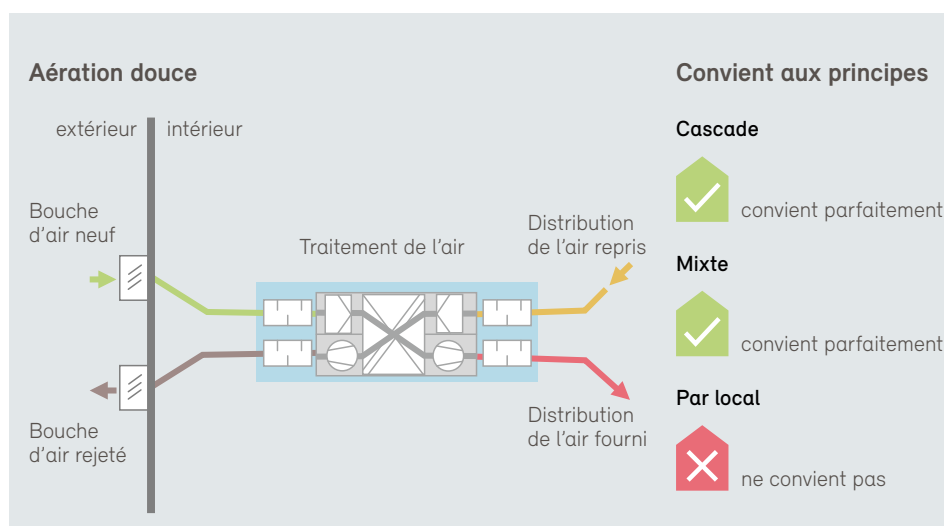 Aération douce
extérieur
intérieur
Bouche
d'air neuf
Traitement de l'air
Distribution
de l'air repris
Bouche
d'air rejeté
Distribution
de l'air fourni
Convient aux principes
Cascade
convient parfaitement
Mixte
convient parfaitement
Par local
ne convient pas